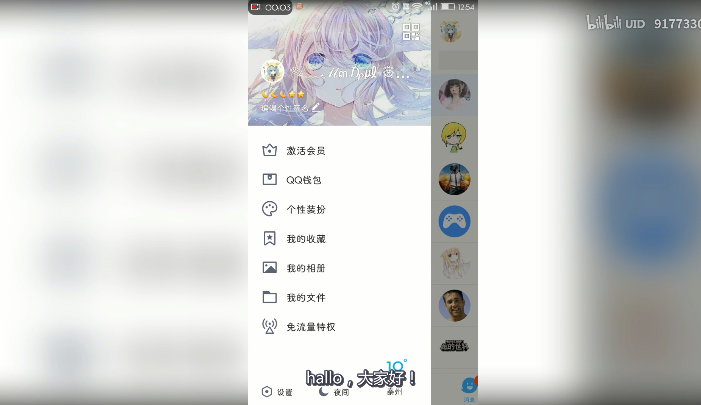 00:03
12:54
bilibili UID 9177330
编辑个性签名
激活会员
QQ钱包
个性装扮
我的收藏
我的相册
我的文件
免流量特权
10°
hallo，大家好！
设置
夜间
泰州
消息